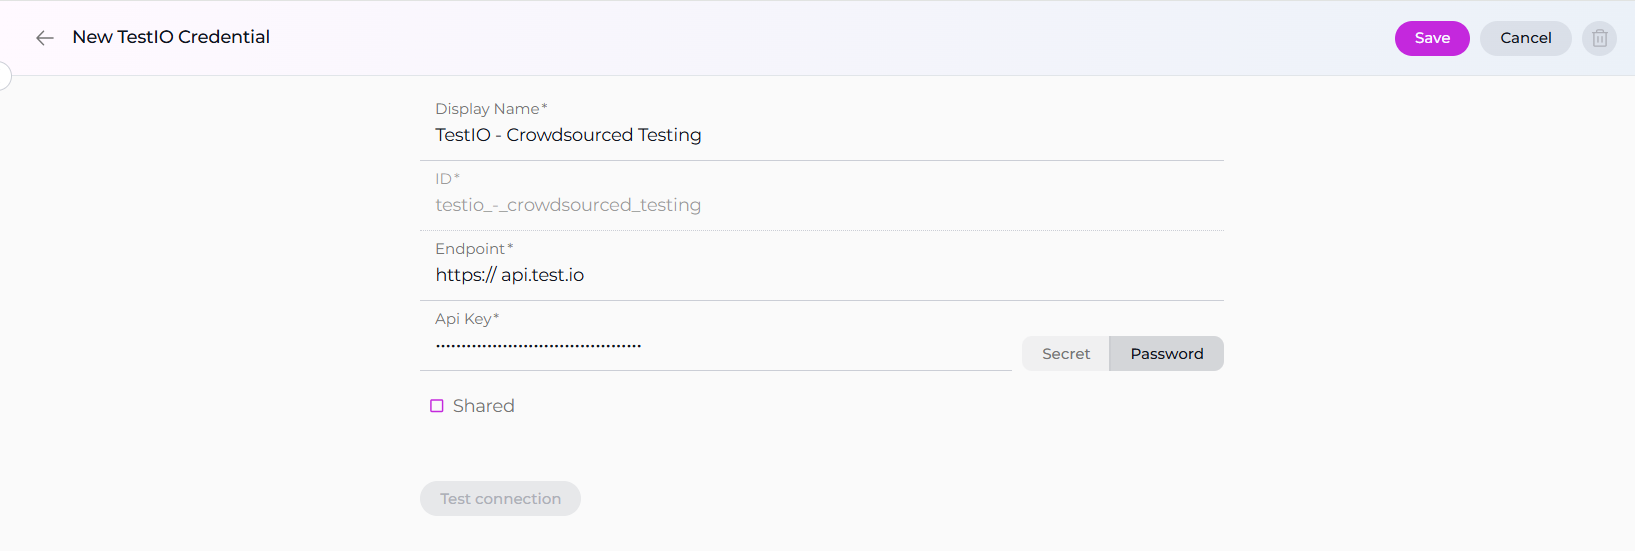 New TestIO Credential
Save
Cancel
Display Name*
TestIO - Crowdsourced Testing
ID*
testio_-_crowdsourced_testing
Endpoint*
https:// api.test.io
Api Key*
Secret
Password
Shared
Test connection